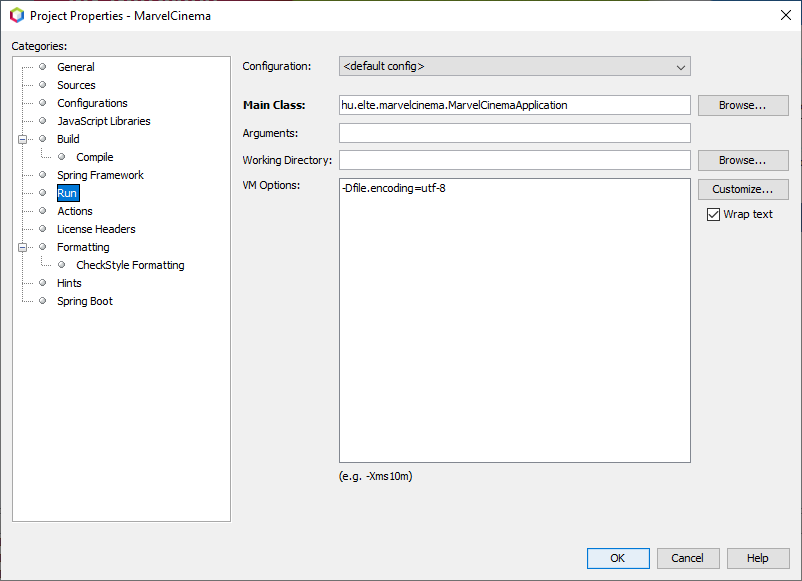 Project Properties - MarvelCinema
Categories:
General
Sources
Configurations
JavaScript Libraries
Build
Compile
Spring Framework
Run
Actions
License Headers
Formatting
CheckStyle Formatting
Hints
Spring Boot
Configuration: <default config>
Main Class: hu.elte.marvelcinema.MarvelCinemaApplication Browse...
Arguments:
Working Directory: Browse...
VM Options: -Dfile.encoding=utf-8 Customize...
Wrap text
(e.g. -Xms10m)
OK Cancel Help